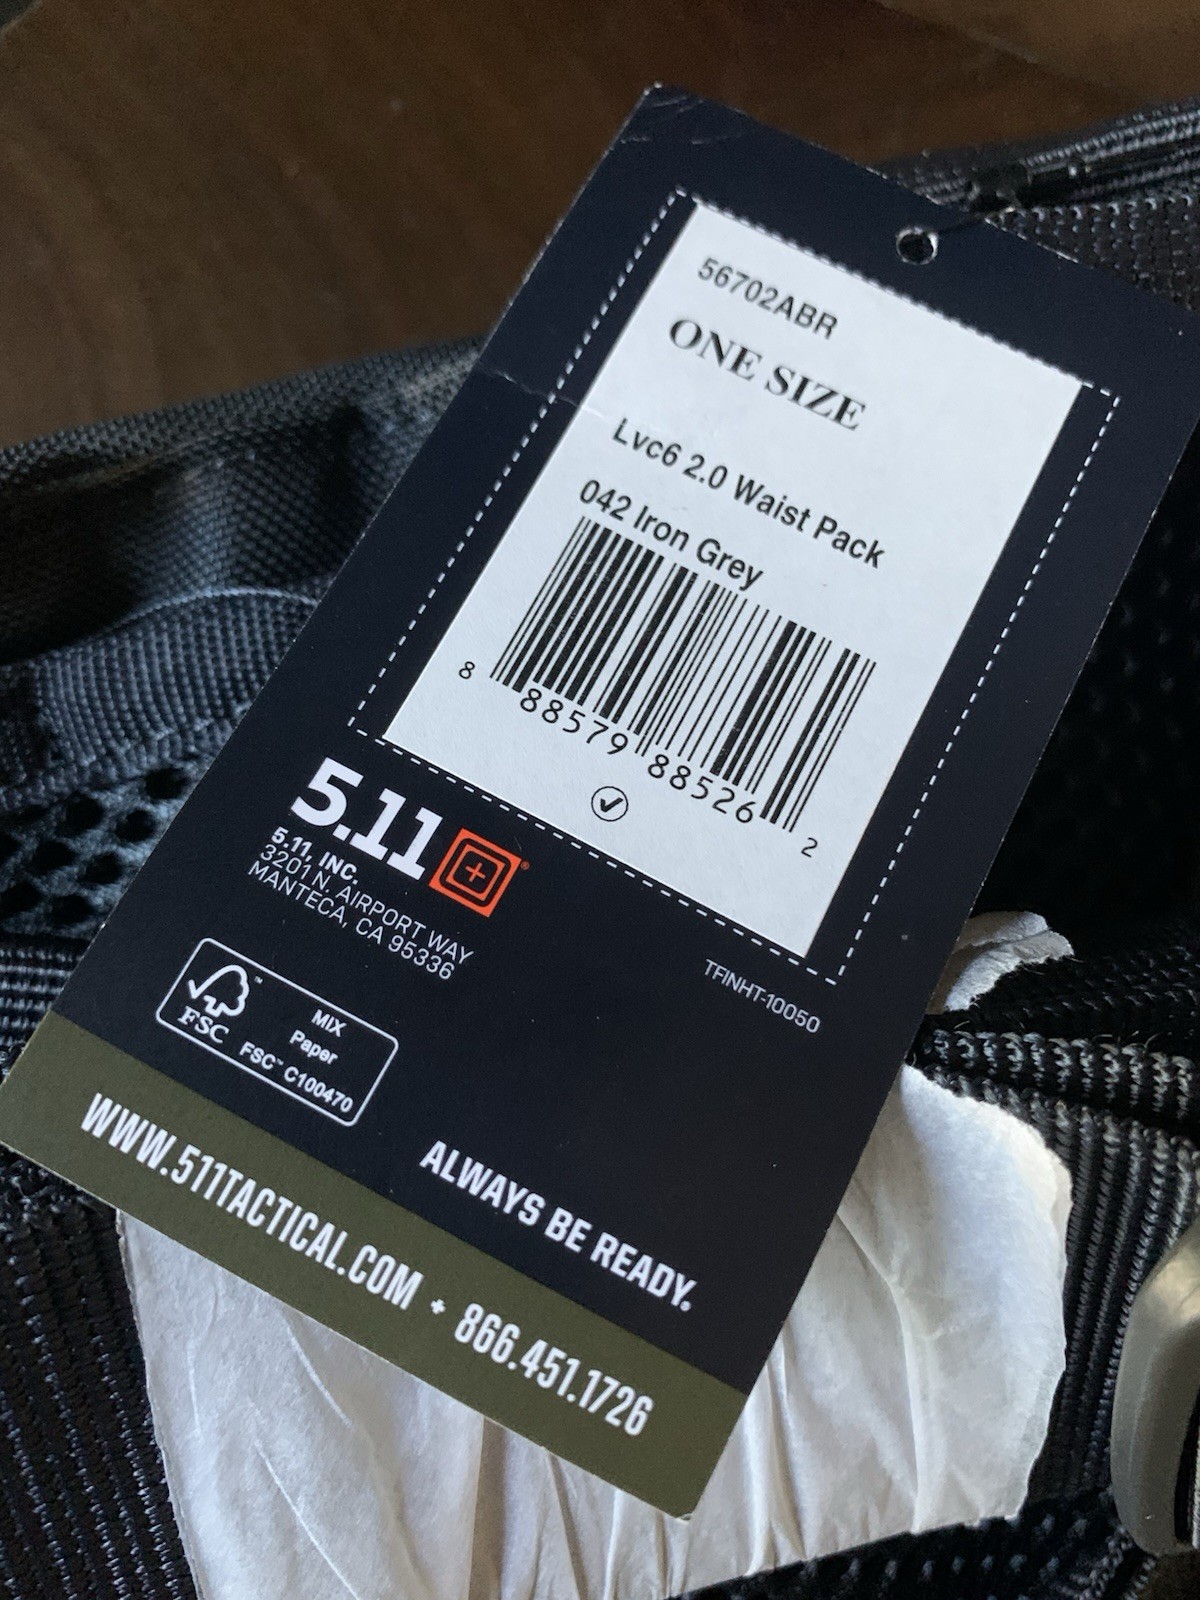 56702ABR
ONE SIZE
Lvc6 2.0 Waist Pack
042 Iron Grey
8 88579 88526 2
5.11®
5.11, INC.
3201 N. AIRPORT WAY
MANTECA, CA 95336
TFINHT-10050
FSC™
MIX
Paper
FSC™ C100470
ALWAYS BE READY.
WWW.511TACTICAL.COM + 866.451.1726